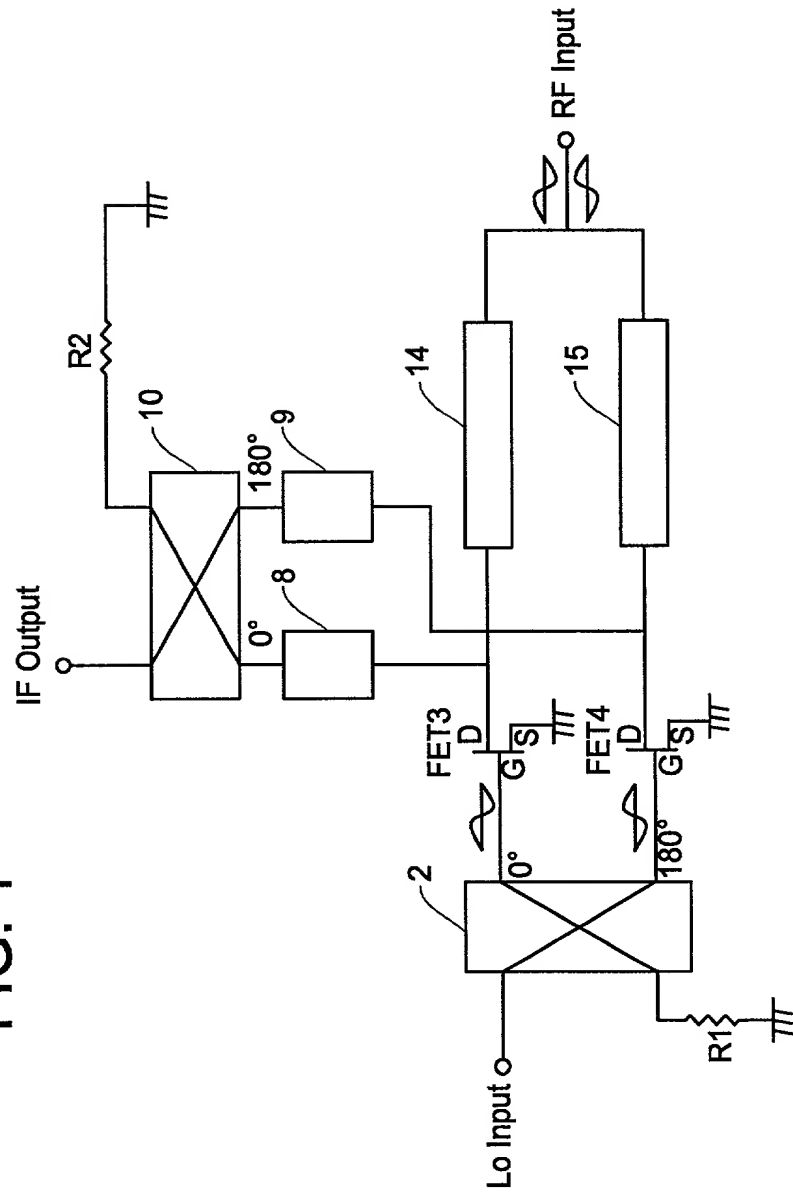 IF Output
R2
10
0°
180°
8
9
14
15
RF Input
FET3
D
G
S
FET4
D
G
S
2
0°
180°
Lo Input
R1